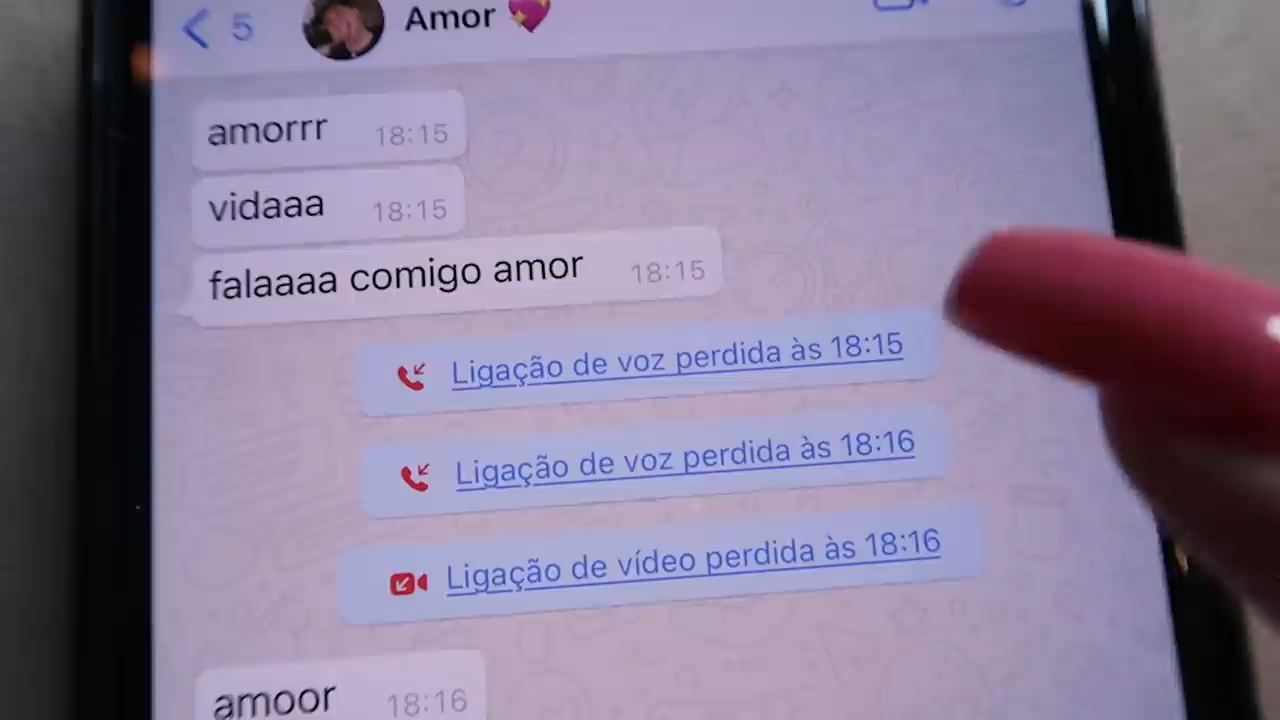 5
Amor 💖
amorrr 18:15
vidaaa 18:15
falaaaa comigo amor 18:15
Ligação de voz perdida às 18:15
Ligação de voz perdida às 18:16
Ligação de vídeo perdida às 18:16
amoor 18:16